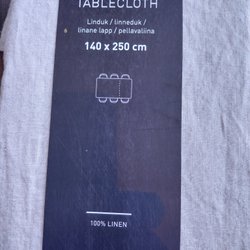 TABLECLOTH
Linduk / linneduk /
linane lapp / pellavaliina
140 x 250 cm
100% LINEN